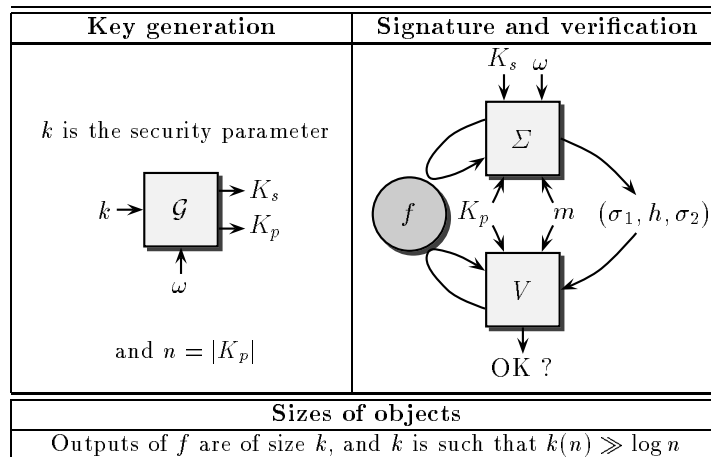 Key generation
Signature and verification
k is the security parameter
k
𝒢
K_s
K_p
ω
and n = |K_p|
K_s ω
Σ
f
K_p
m
(σ_1, h, σ_2)
V
OK ?
Sizes of objects
Outputs of f are of size k, and k is such that k(n) ≫ log n